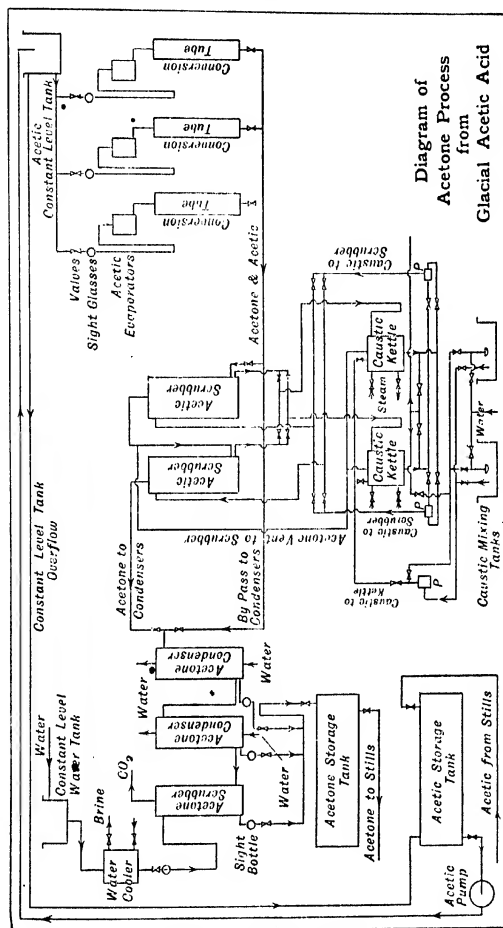 Constant Level Tank
Overflow
Acetic
Constant Level Tank
Valves
Sight Glasses
Acetic
Evaporators
Conversion
Tube
Conversion
Tube
Conversion
Tube
Acetone & Acetic
Acetic
Scrubber
Acetic
Scrubber
Acetone to
Condensers
By Pass to
Condensers
Acetone Vent to Scrubber
Caustic to
Scrubber
Caustic to
Scrubber
Caustic
Kettle
Caustic
Kettle
Steam
Caustic to
Kettle
P
P
P
Water
Caustic Mixing
Tanks
Water
Constant Level
Water Tank
Brine
Water
Cooler
CO2
Water
Water
Acetone
Condenser
Acetone
Condenser
Acetone
Scrubber
Sight
Bottle
Water
Acetone Storage
Tank
Acetone to Stills
Acetic Storage
Tank
Acetic from Stills
Acetic
Pump
Diagram of
Acetone Process
from
Glacial Acetic Acid